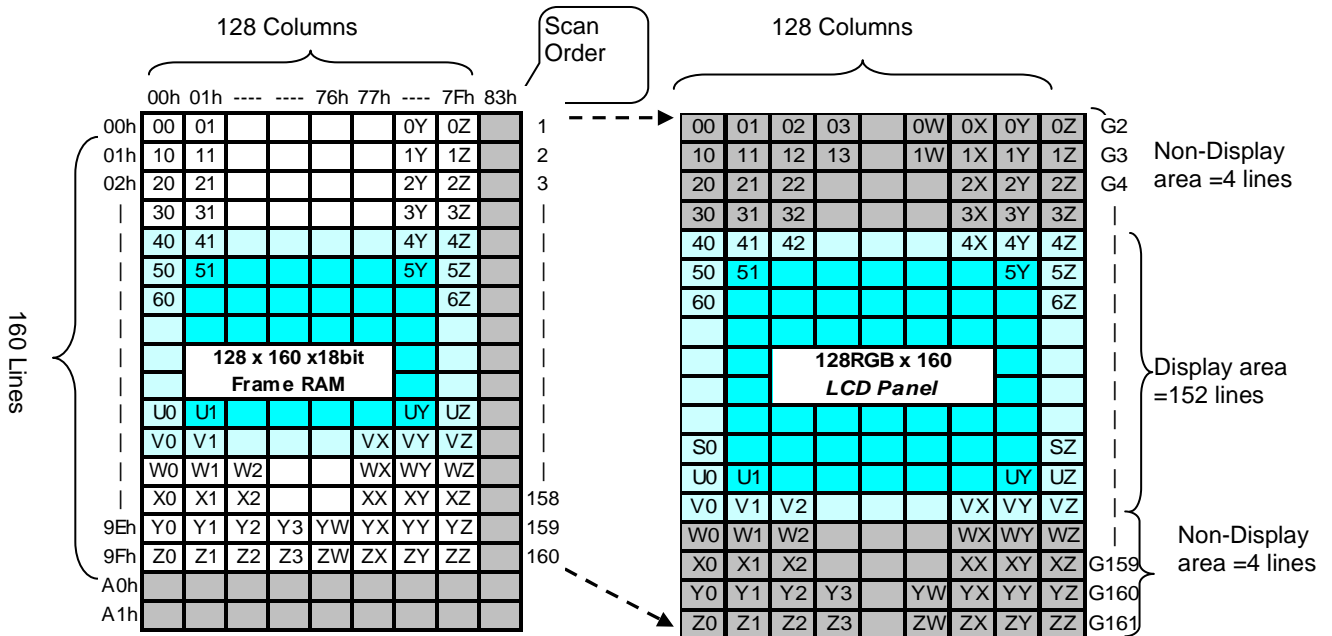 128 Columns
Scan
Order
128 Columns
00h 01h ---- ---- 76h 77h ---- 7Fh 83h
00h 00 01 0Y 0Z 1
01h 10 11 1Y 1Z 2
02h 20 21 2Y 2Z 3
30 31 3Y 3Z
40 41 4Y 4Z
50 51 5Y 5Z
60 6Z
128 x 160 x18bit
Frame RAM
U0 U1 UY UZ
V0 V1 VX VY VZ
W0 W1 W2 WX WY WZ
X0 X1 X2 XX XY XZ 158
9Eh Y0 Y1 Y2 Y3 YW YX YY YZ 159
9Fh Z0 Z1 Z2 Z3 ZW ZX ZY ZZ 160
A0h
A1h
160 Lines
00 01 02 03 0W 0X 0Y 0Z G2
10 11 12 13 1W 1X 1Y 1Z G3
20 21 22 2X 2Y 2Z G4
30 31 32 3X 3Y 3Z
40 41 42 4X 4Y 4Z
50 51 5Y 5Z
60 6Z
128RGB x 160
LCD Panel
S0 SZ
U0 U1 UY UZ
V0 V1 V2 VX VY VZ
W0 W1 W2 WX WY WZ
X0 X1 X2 XX XY XZ G159
Y0 Y1 Y2 Y3 YW YX YY YZ G160
Z0 Z1 Z2 Z3 ZW ZX ZY ZZ G161
Non-Display
area =4 lines
Display area
=152 lines
Non-Display
area =4 lines